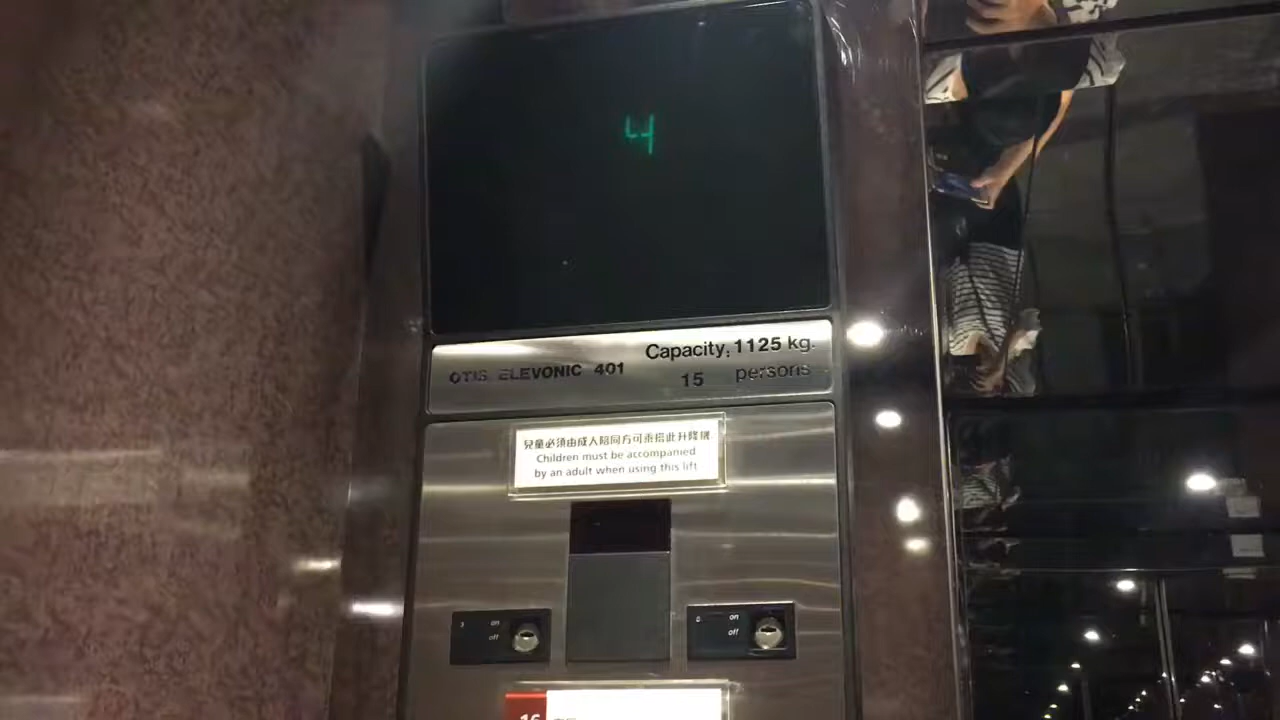 4
Capacity: 1125 kg.
OTIS ELEVONIC 401
15 persons
兒童必須由成人陪同方可乘搭此升降機
Children must be accompanied
by an adult when using this lift
3 on
off
on
off
16